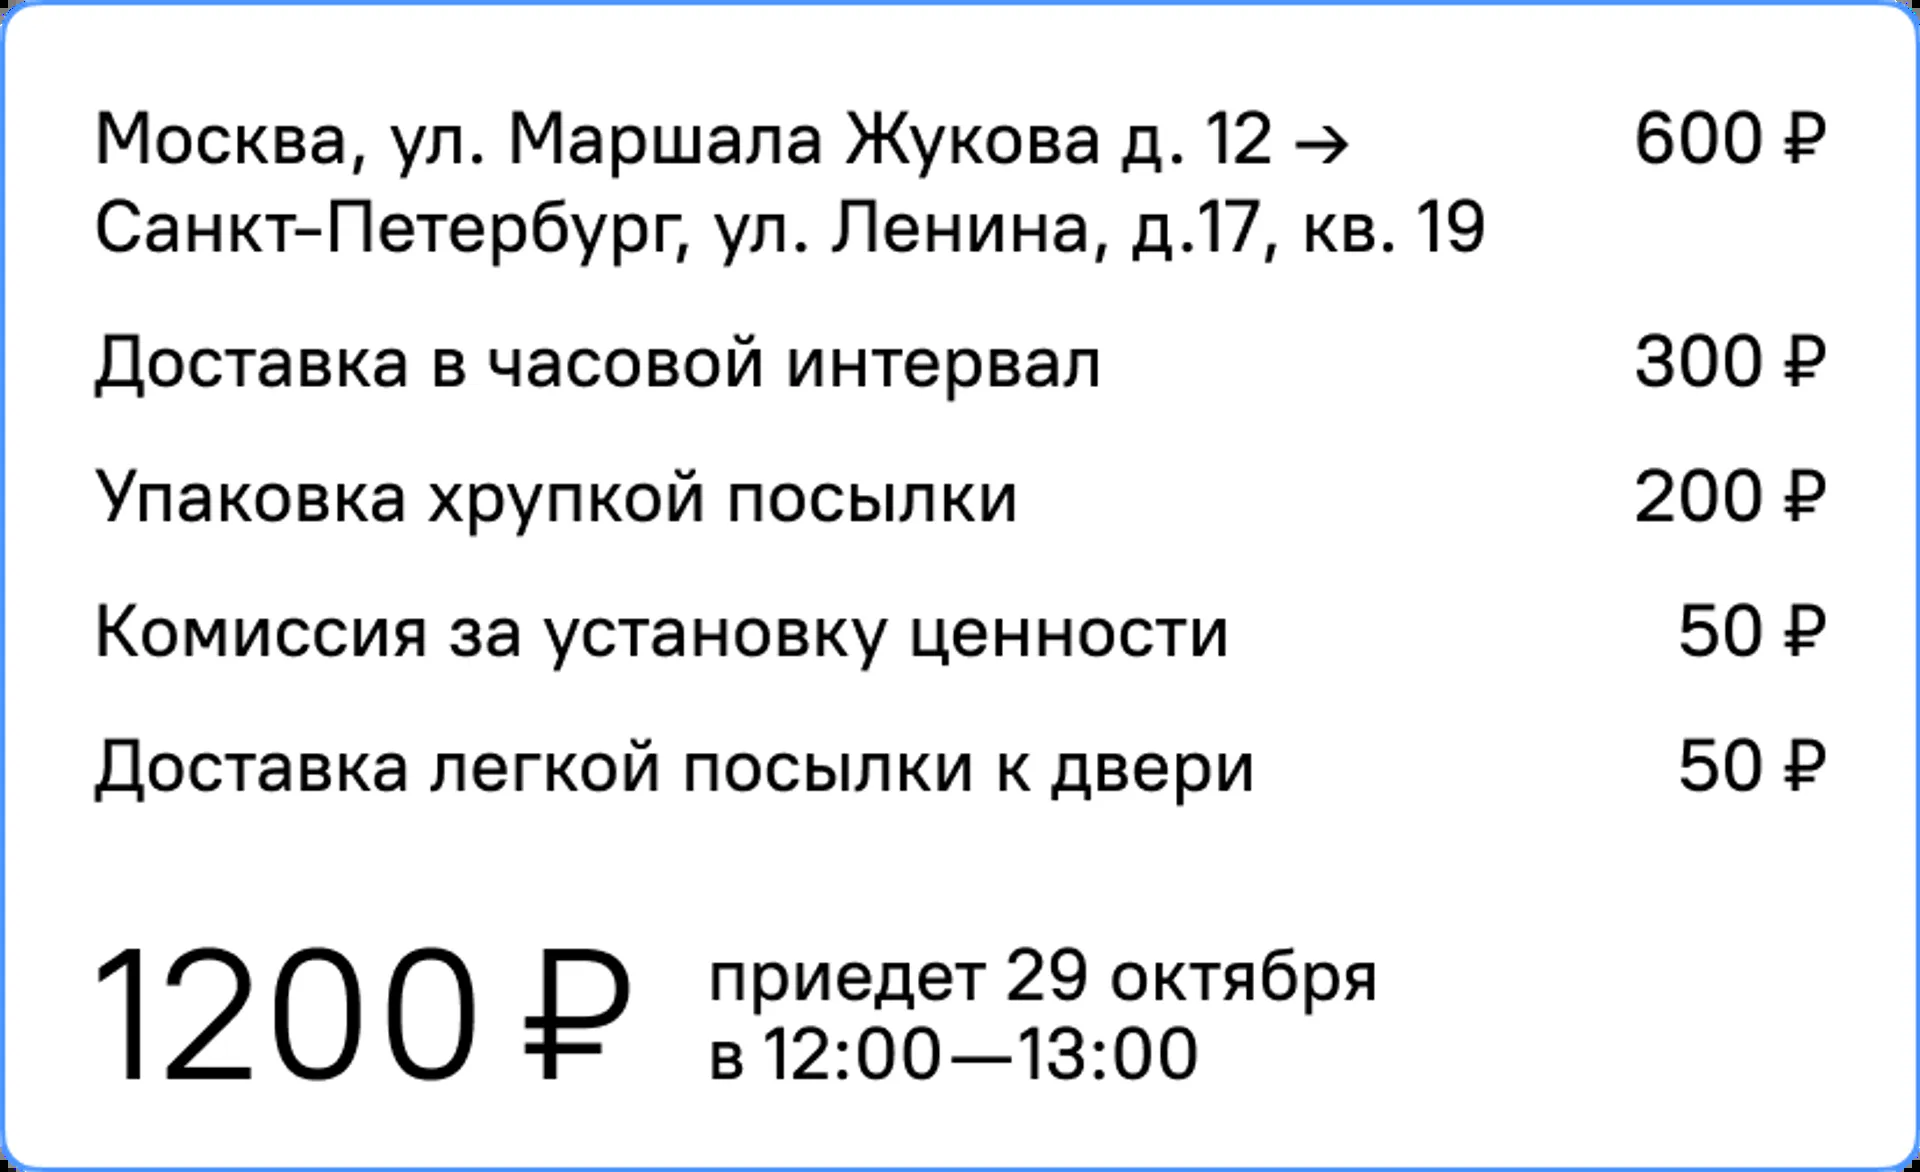 Москва, ул. Маршала Жукова д. 12 → 600 ₽
Санкт-Петербург, ул. Ленина, д.17, кв. 19
Доставка в часовой интервал 300 ₽
Упаковка хрупкой посылки 200 ₽
Комиссия за установку ценности 50 ₽
Доставка легкой посылки к двери 50 ₽
1200 ₽ приедет 29 октября
в 12:00—13:00